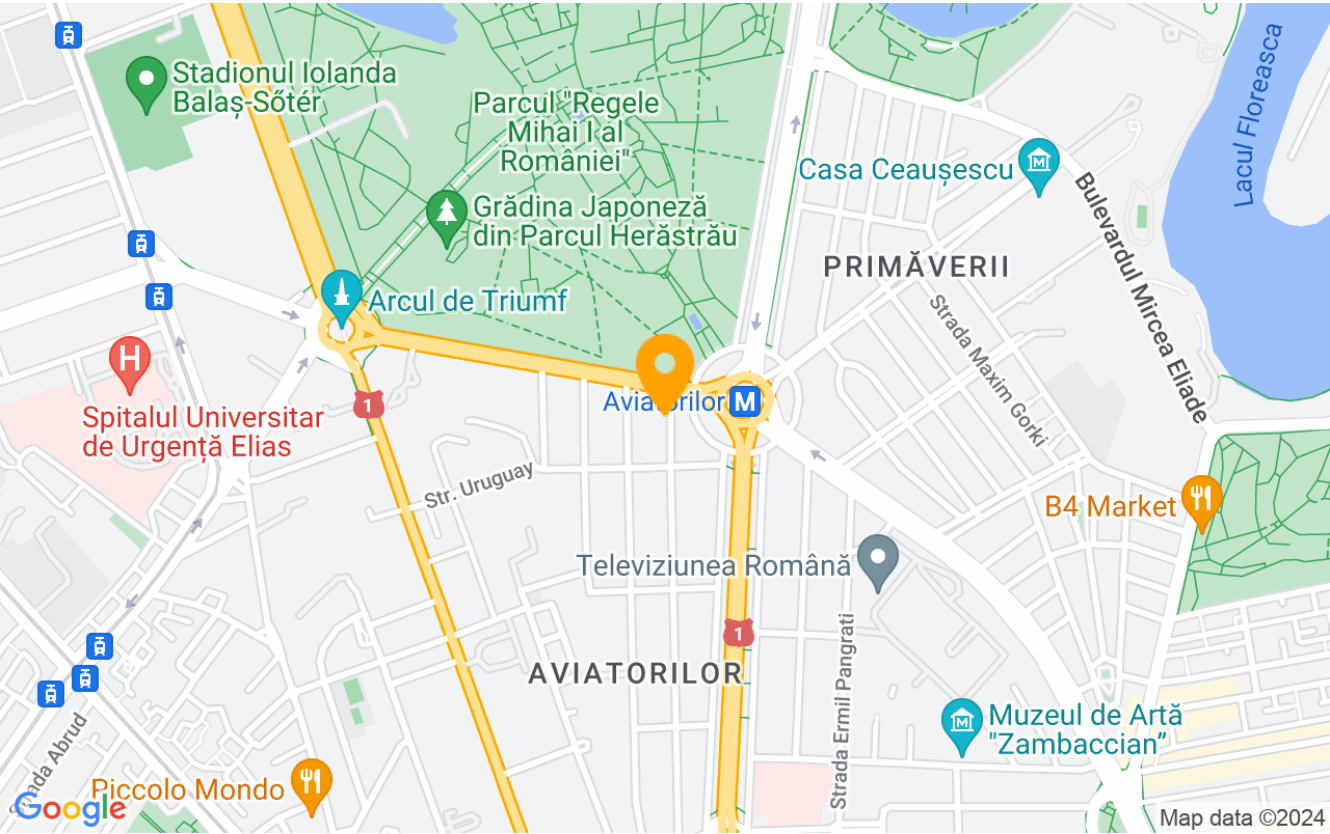 Stadionul Iolanda
Balaș-Sőtér
Parcul "Regele
Mihai I al
României"
Lacul Floreasca
Casa Ceaușescu
Grădina Japoneză
din Parcul Herăstrău
Bulevardul Mircea Eliade
PRIMĂVERII
Arcul de Triumf
Strada Maxim Gorki
H
Spitalul Universitar
de Urgență Elias
1
Aviatorilor
M
Str. Uruguay
B4 Market
Televiziunea Română
1
AVIATORILOR
Strada Ermil Pangrati
Muzeul de Artă
"Zambaccian”
Strada Abrud
Piccolo Mondo
Google
Map data ©2024